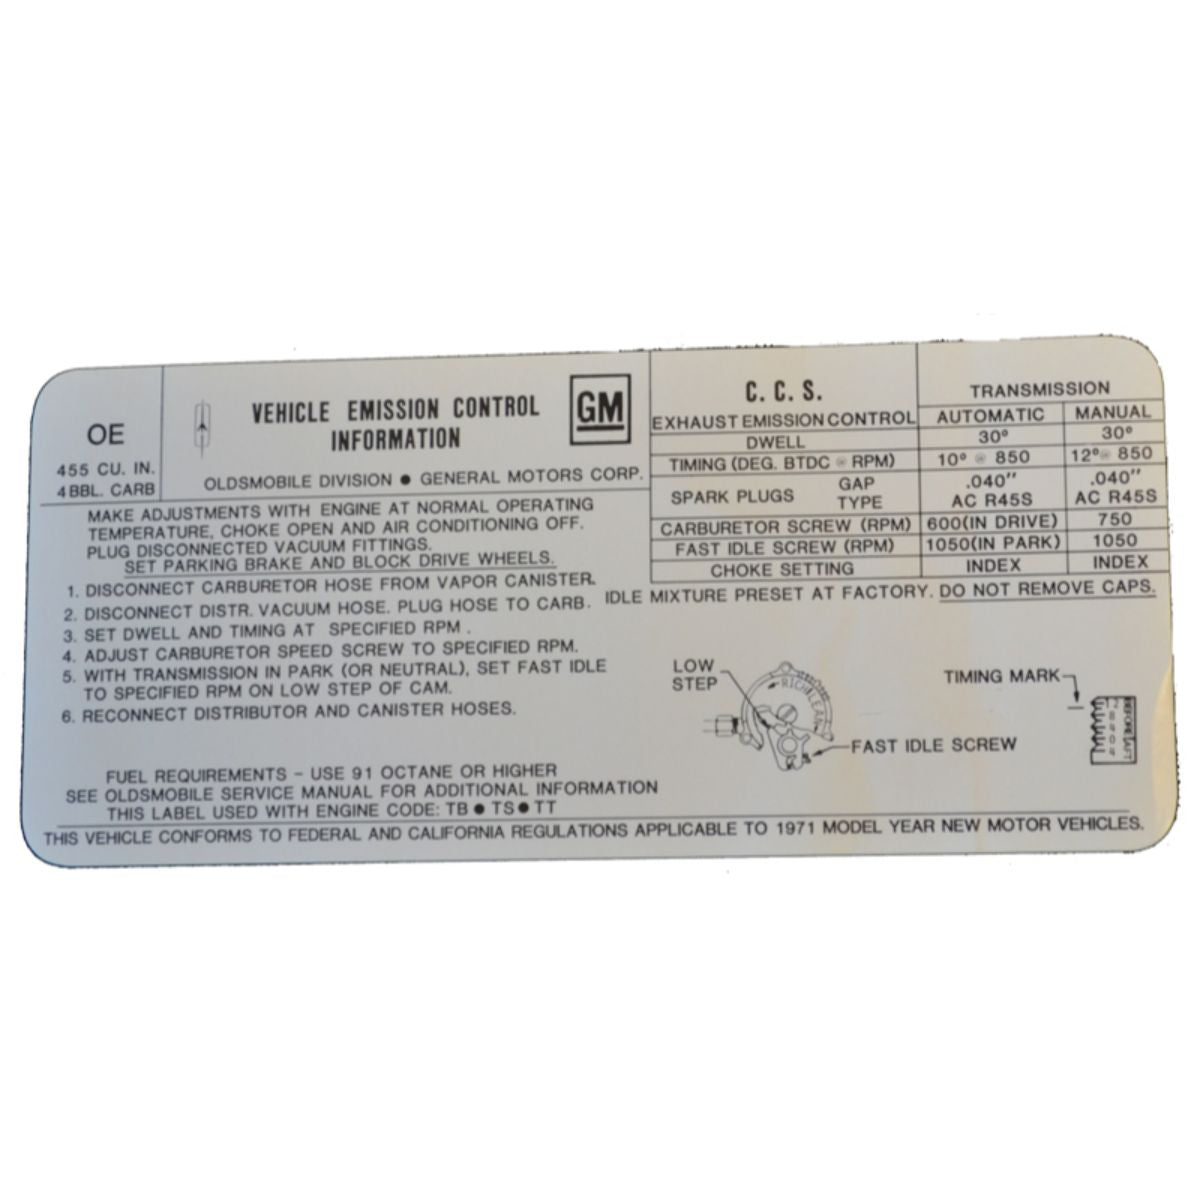 OE
455 CU. IN.
4 BBL. CARB
VEHICLE EMISSION CONTROL
INFORMATION
GM
OLDSMOBILE DIVISION ● GENERAL MOTORS CORP.
MAKE ADJUSTMENTS WITH ENGINE AT NORMAL OPERATING
TEMPERATURE, CHOKE OPEN AND AIR CONDITIONING OFF.
PLUG DISCONNECTED VACUUM FITTINGS.
SET PARKING BRAKE AND BLOCK DRIVE WHEELS.
1. DISCONNECT CARBURETOR HOSE FROM VAPOR CANISTER.
2. DISCONNECT DISTR. VACUUM HOSE. PLUG HOSE TO CARB.
3. SET DWELL AND TIMING AT SPECIFIED RPM .
4. ADJUST CARBURETOR SPEED SCREW TO SPECIFIED RPM.
5. WITH TRANSMISSION IN PARK (OR NEUTRAL), SET FAST IDLE
TO SPECIFIED RPM ON LOW STEP OF CAM.
6. RECONNECT DISTRIBUTOR AND CANISTER HOSES.
FUEL REQUIREMENTS - USE 91 OCTANE OR HIGHER
SEE OLDSMOBILE SERVICE MANUAL FOR ADDITIONAL INFORMATION
THIS LABEL USED WITH ENGINE CODE: TB ● TS ● TT
C. C. S.
EXHAUST EMISSION CONTROL
TRANSMISSION
AUTOMATIC MANUAL
DWELL 30° 30°
TIMING (DEG. BTDC @ RPM) 10° @ 850 12° @ 850
SPARK PLUGS GAP .040" .040"
TYPE AC R45S AC R45S
CARBURETOR SCREW (RPM) 600(IN DRIVE) 750
FAST IDLE SCREW (RPM) 1050(IN PARK) 1050
CHOKE SETTING INDEX INDEX
IDLE MIXTURE PRESET AT FACTORY. DO NOT REMOVE CAPS.
LOW
STEP
RICH LEAN
FAST IDLE SCREW
TIMING MARK
BEFORE AFT
THIS VEHICLE CONFORMS TO FEDERAL AND CALIFORNIA REGULATIONS APPLICABLE TO 1971 MODEL YEAR NEW MOTOR VEHICLES.